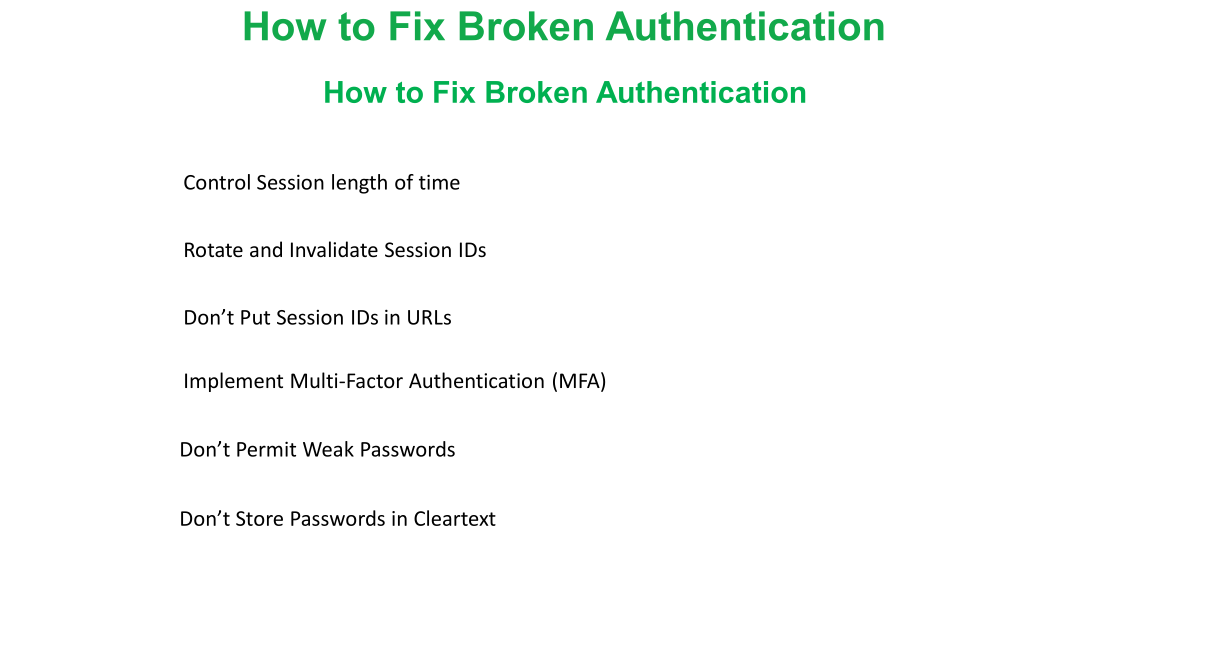 How to Fix Broken Authentication
How to Fix Broken Authentication
Control Session length of time
Rotate and Invalidate Session IDs
Don’t Put Session IDs in URLs
Implement Multi-Factor Authentication (MFA)
Don’t Permit Weak Passwords
Don’t Store Passwords in Cleartext